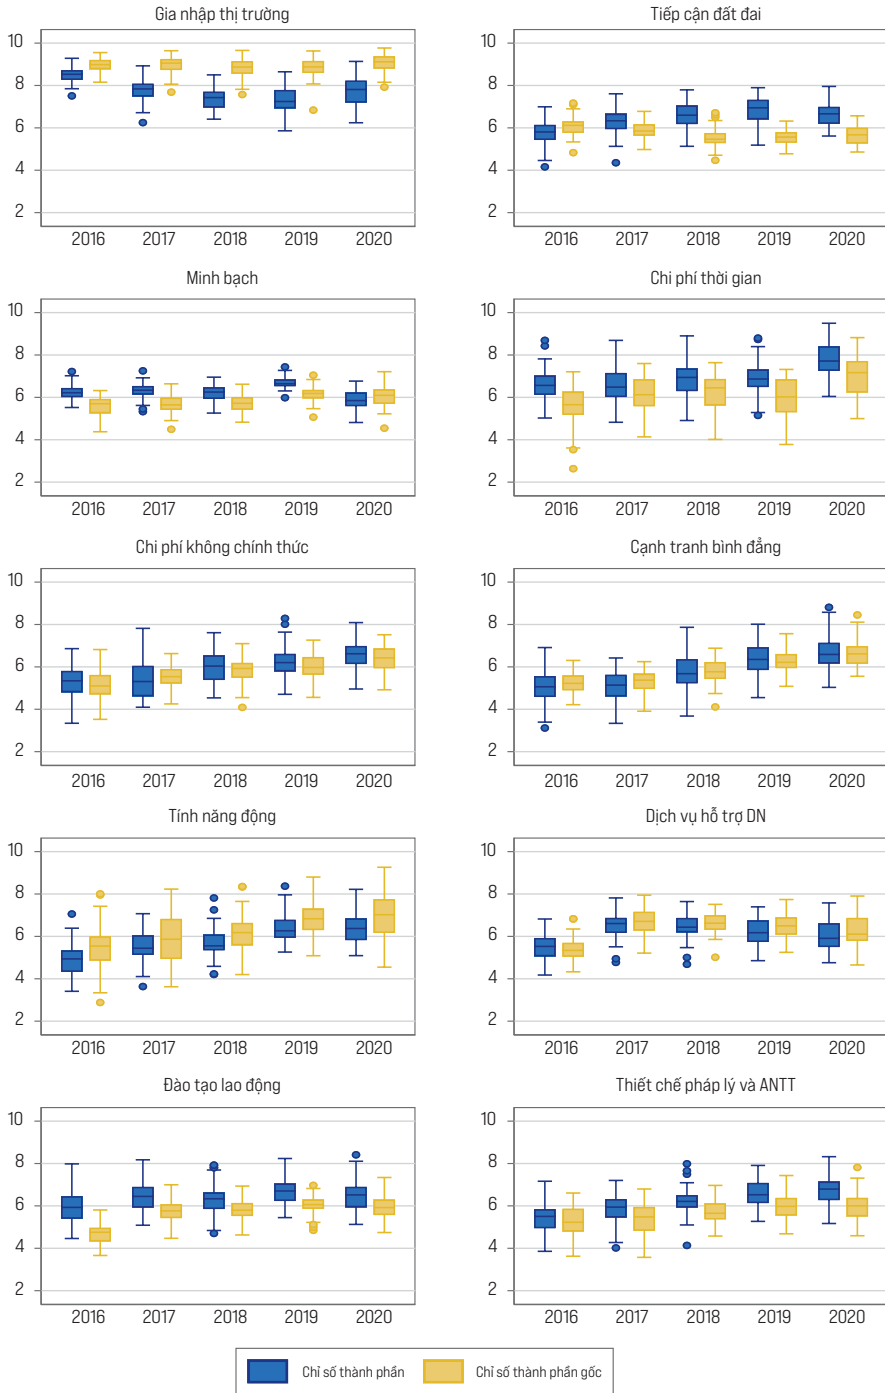 Gia nhập thị trường
10
8
6
4
2
2016 2017 2018 2019 2020
Tiếp cận đất đai
10
8
6
4
2
2016 2017 2018 2019 2020
Minh bạch
10
8
6
4
2
2016 2017 2018 2019 2020
Chi phí thời gian
10
8
6
4
2
2016 2017 2018 2019 2020
Chi phí không chính thức
10
8
6
4
2
2016 2017 2018 2019 2020
Cạnh tranh bình đẳng
10
8
6
4
2
2016 2017 2018 2019 2020
Tính năng động
10
8
6
4
2
2016 2017 2018 2019 2020
Dịch vụ hỗ trợ DN
10
8
6
4
2
2016 2017 2018 2019 2020
Đào tạo lao động
10
8
6
4
2
2016 2017 2018 2019 2020
Thiết chế pháp lý và ANTT
10
8
6
4
2
2016 2017 2018 2019 2020
Chỉ số thành phần Chỉ số thành phần gốc